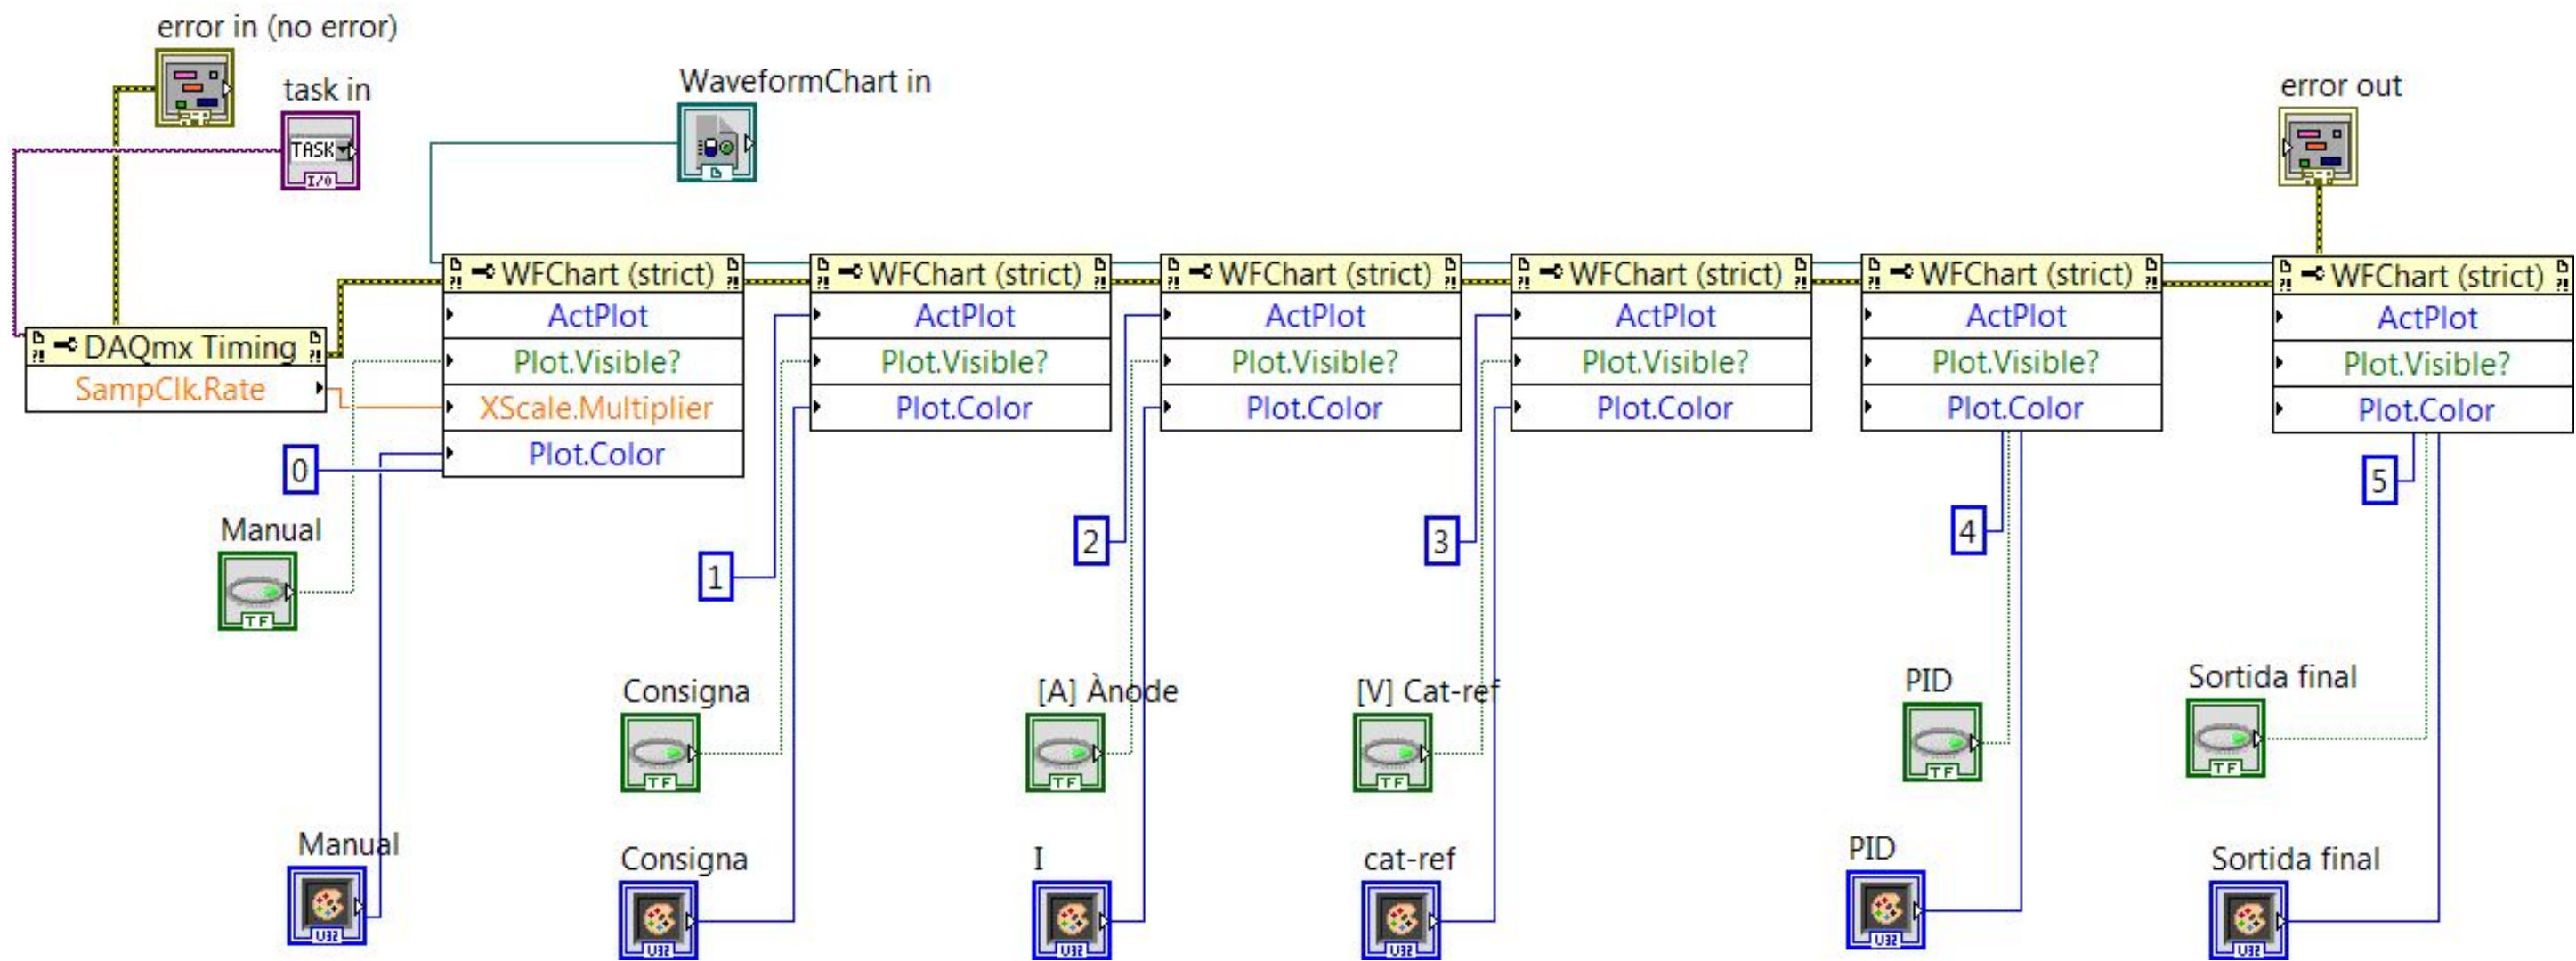 error in (no error)
task in
TASK
I/O
WaveformChart in
error out
DAQmx Timing
SampClk.Rate
WFChart (strict)
ActPlot
Plot.Visible?
XScale.Multiplier
Plot.Color
WFChart (strict)
ActPlot
Plot.Visible?
Plot.Color
WFChart (strict)
ActPlot
Plot.Visible?
Plot.Color
WFChart (strict)
ActPlot
Plot.Visible?
Plot.Color
WFChart (strict)
ActPlot
Plot.Visible?
Plot.Color
WFChart (strict)
ActPlot
Plot.Visible?
Plot.Color
0
1
2
3
4
5
Manual
TF
Consigna
TF
[A] Ànode
TF
[V] Cat-ref
TF
PID
TF
Sortida final
TF
Manual
U32
Consigna
U32
I
U32
cat-ref
U32
PID
U32
Sortida final
U32